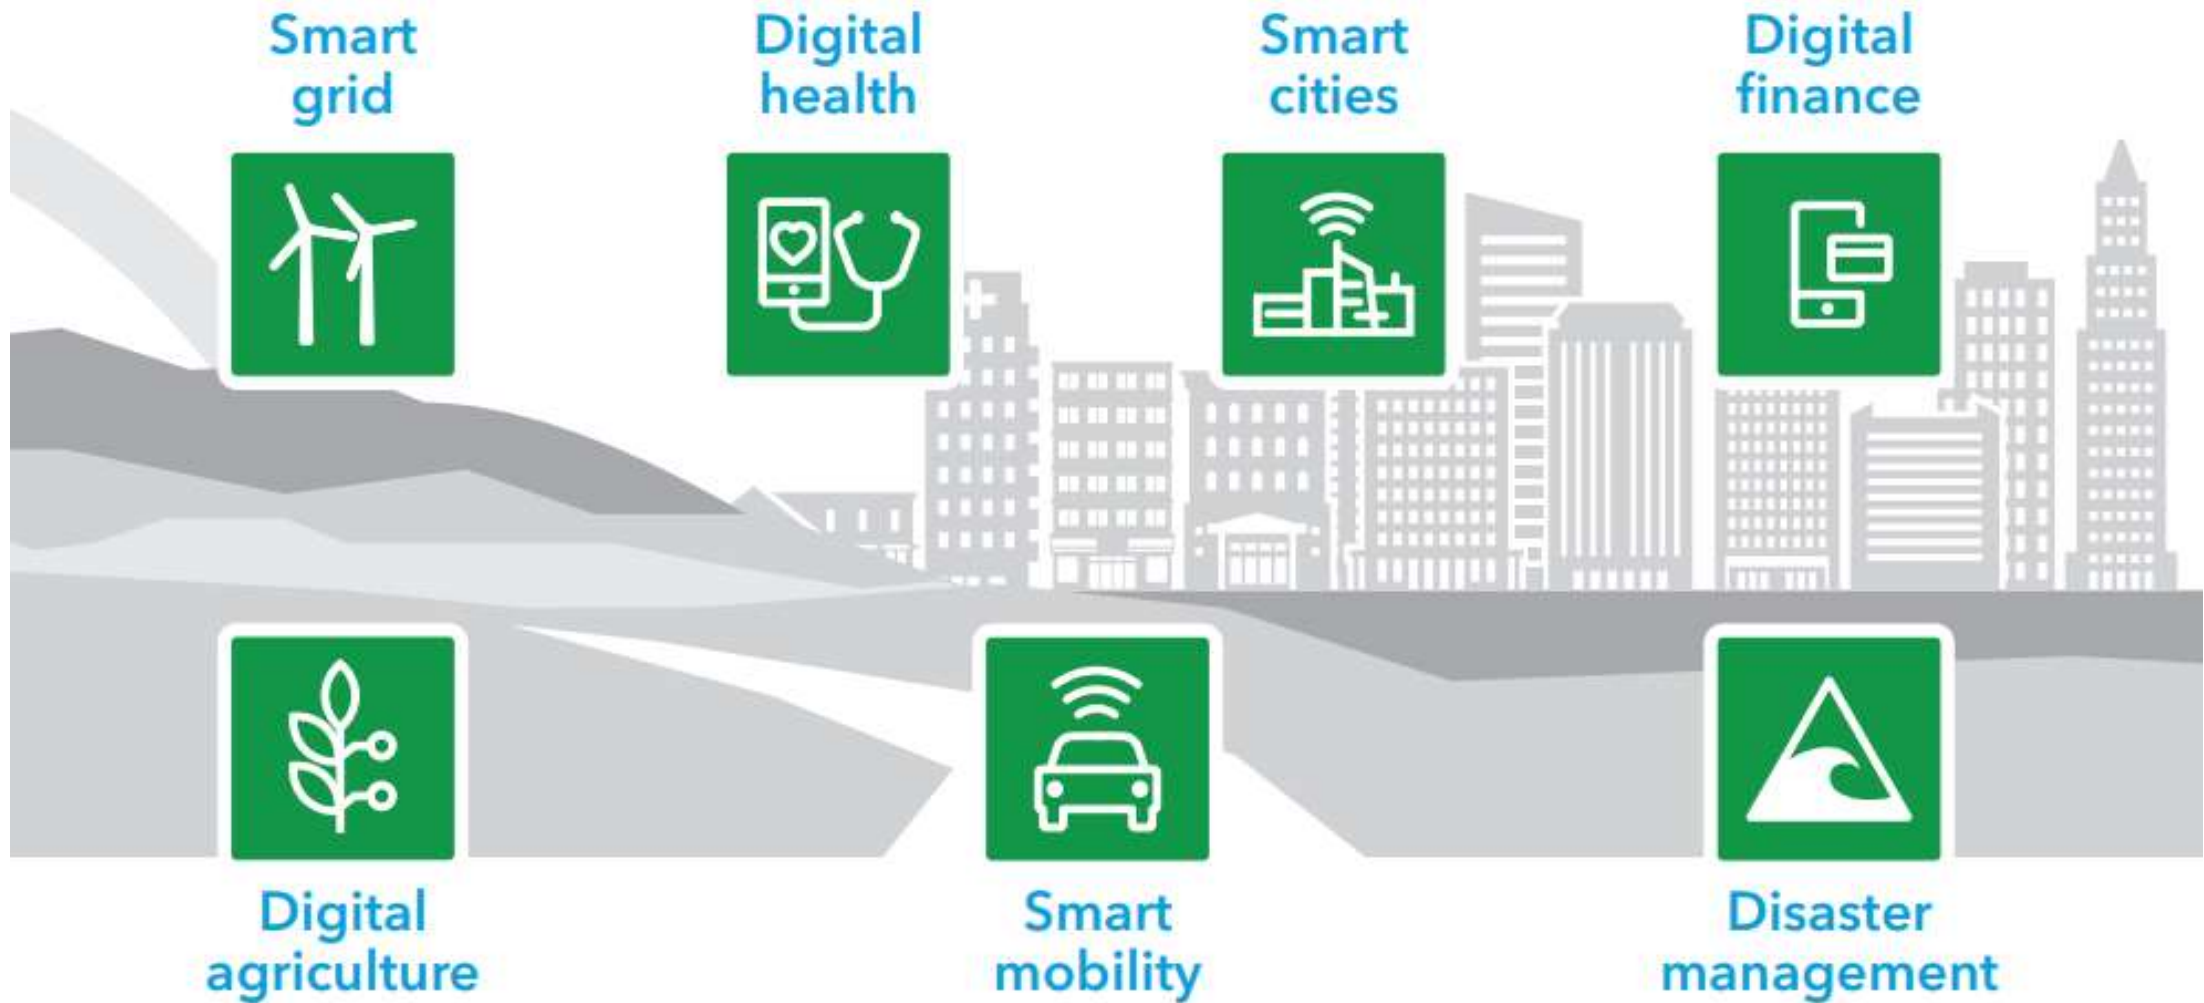 Smart
grid
Digital
health
Smart
cities
Digital
finance
Digital
agriculture
Smart
mobility
Disaster
management